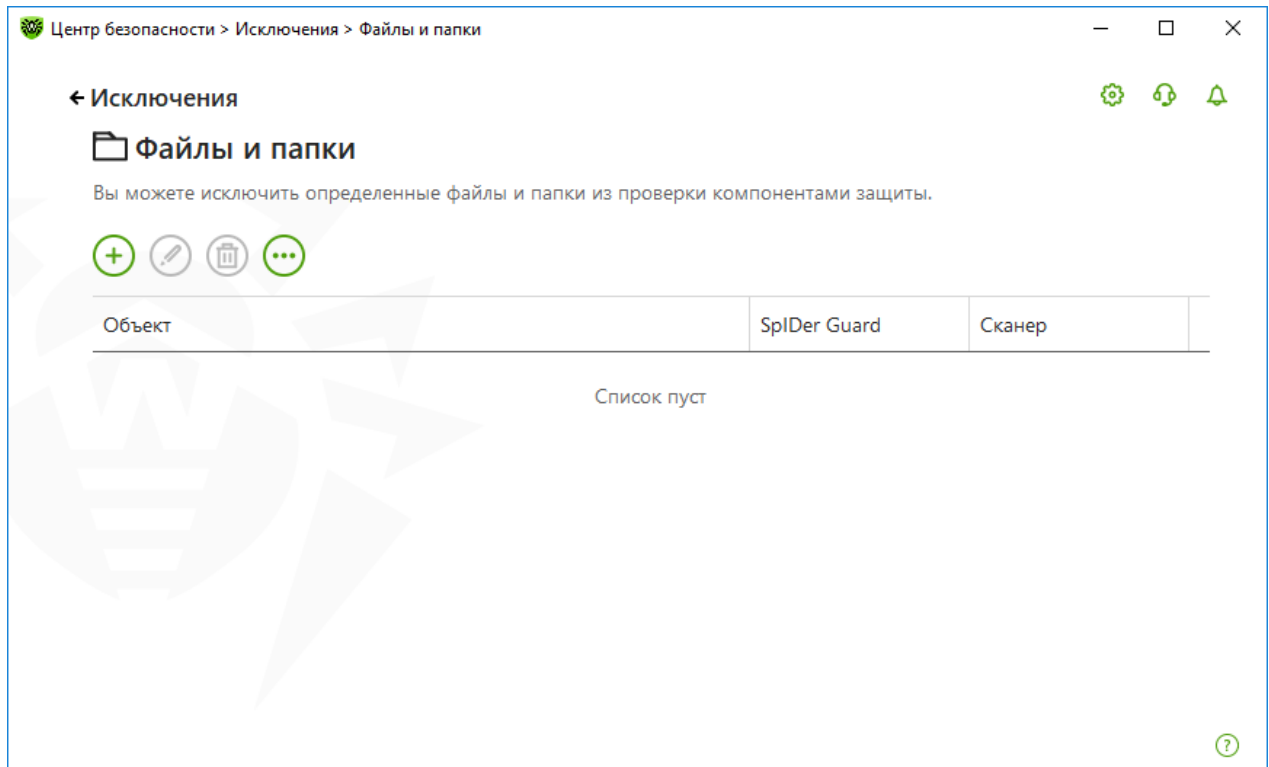 Центр безопасности > Исключения > Файлы и папки
Исключения
Файлы и папки
Вы можете исключить определенные файлы и папки из проверки компонентами защиты.
Объект SpIDer Guard Сканер
Список пуст